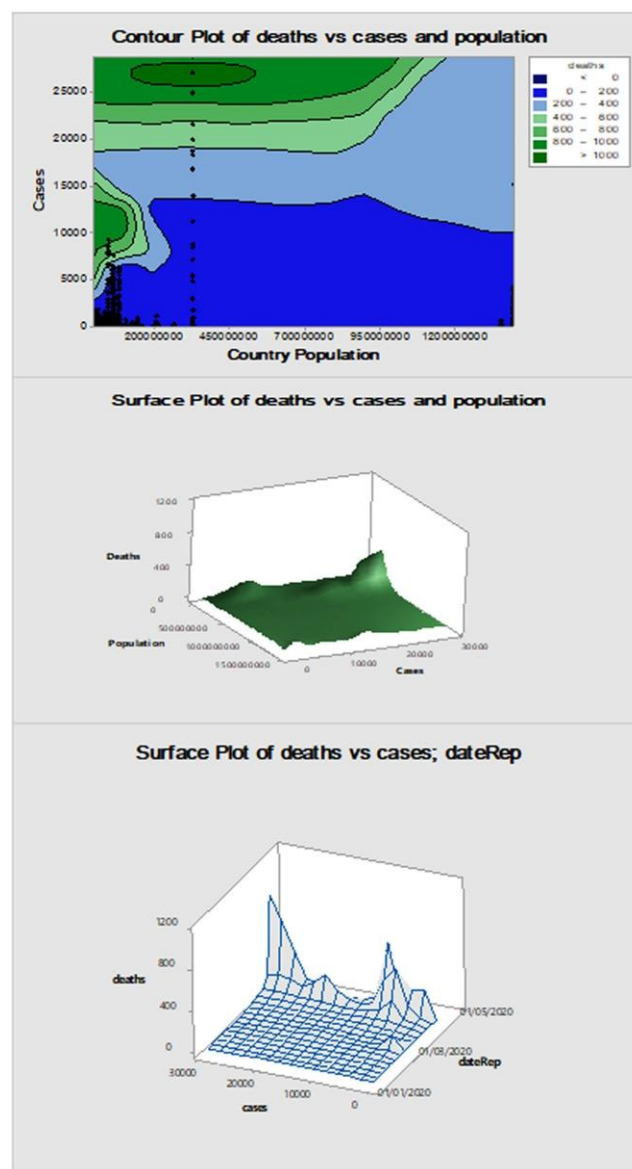 Contour Plot of deaths vs cases and population
deaths
< 0
0 – 200
200 – 400
400 – 600
600 – 800
800 – 1000
> 1000
25000
20000
15000
10000
5000
0
Cases
200000000 450000000 700000000 950000000 1200000000
Country Population
Surface Plot of deaths vs cases and population
1200
800
400
0
Deaths
0
500000000
1000000000
1500000000
Population
0
10000
20000
30000
Cases
Surface Plot of deaths vs cases; dateRep
1200
800
400
0
deaths
30000
20000
10000
0
cases
01/05/2020
01/03/2020
01/01/2020
dateRep